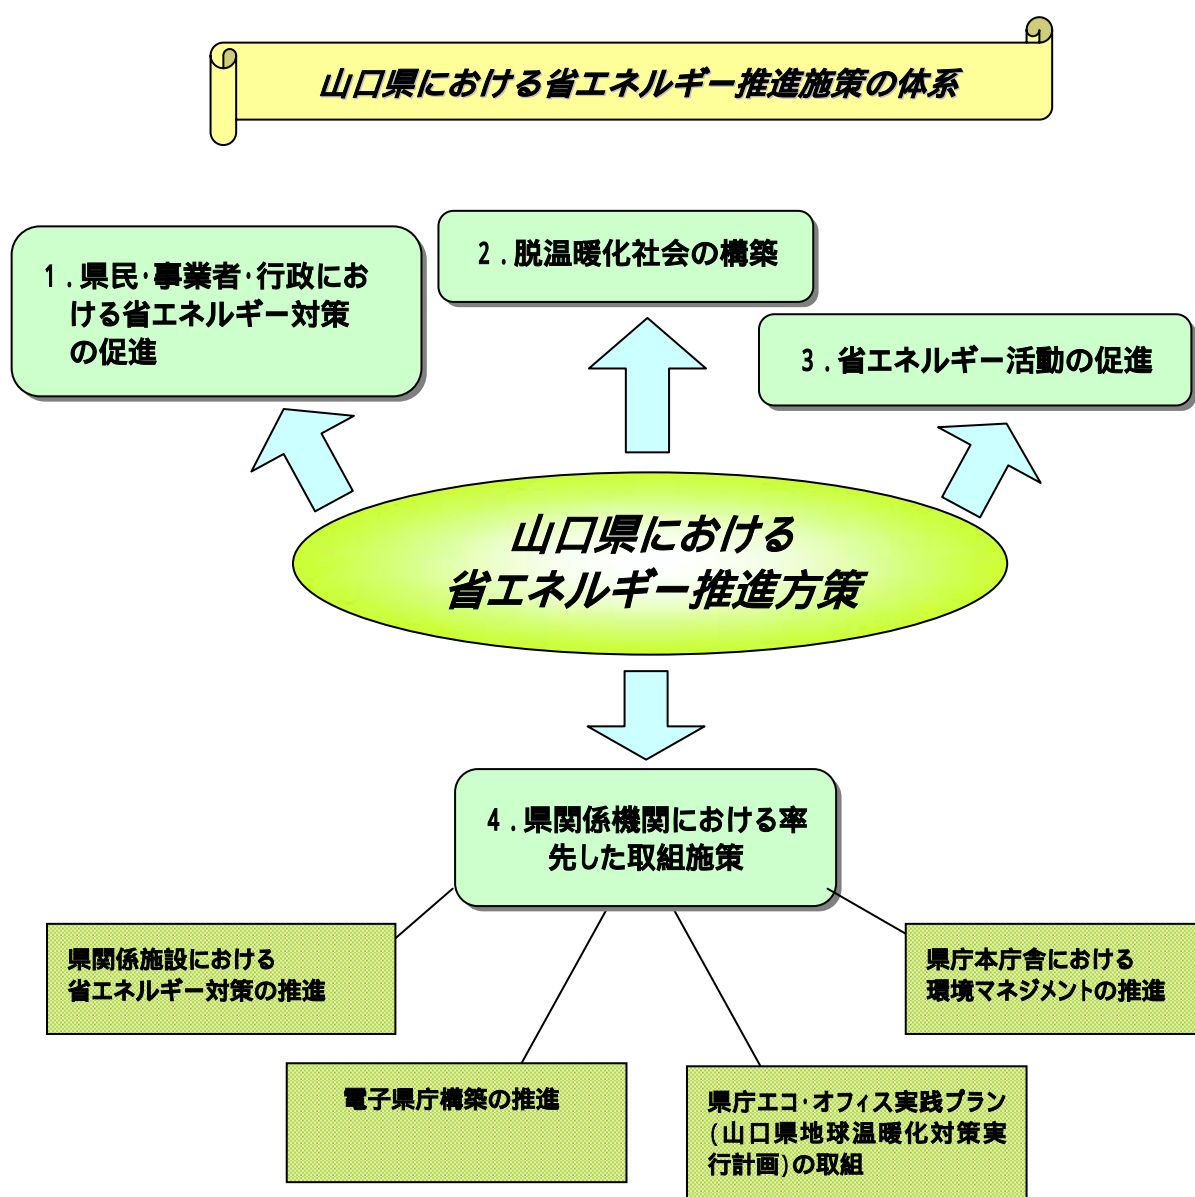 山口県における省エネルギー推進施策の体系
1.県民・事業者・行政にお
ける省エネルギー対策
の促進
2.脱温暖化社会の構築
3.省エネルギー活動の促進
山口県における
省エネルギー推進方策
4.県関係機関における率
先した取組施策
県関係施設における
省エネルギー対策の推進
県庁本庁舎における
環境マネジメントの推進
電子県庁構築の推進
県庁エコ・オフィス実践プラン
(山口県地球温暖化対策実
行計画)の取組